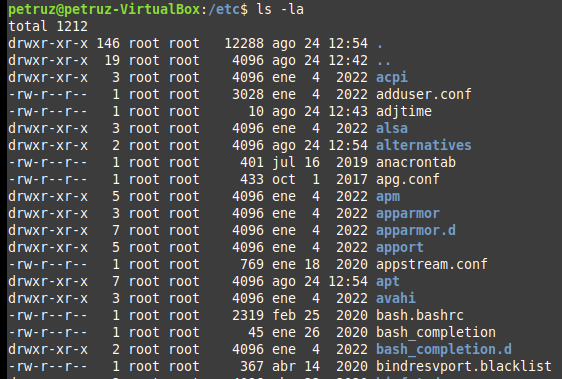 petruz@petruz-VirtualBox:/etc$ ls -la
total 1212
drwxr-xr-x 146 root root   12288 ago 24 12:54 .
drwxr-xr-x  19 root root    4096 ago 24 12:42 ..
drwxr-xr-x   3 root root    4096 ene  4  2022 acpi
-rw-r--r--   1 root root    3028 ene  4  2022 adduser.conf
-rw-r--r--   1 root root      10 ago 24 12:43 adjtime
drwxr-xr-x   3 root root    4096 ene  4  2022 alsa
drwxr-xr-x   2 root root    4096 ago 24 12:54 alternatives
-rw-r--r--   1 root root     401 jul 16  2019 anacrontab
-rw-r--r--   1 root root     433 oct  1  2017 apg.conf
drwxr-xr-x   5 root root    4096 ene  4  2022 apm
drwxr-xr-x   3 root root    4096 ene  4  2022 apparmor
drwxr-xr-x   7 root root    4096 ene  4  2022 apparmor.d
drwxr-xr-x   5 root root    4096 ene  4  2022 apport
-rw-r--r--   1 root root     769 ene 18  2020 appstream.conf
drwxr-xr-x   7 root root    4096 ago 24 12:54 apt
drwxr-xr-x   3 root root    4096 ene  4  2022 avahi
-rw-r--r--   1 root root    2319 feb 25  2020 bash.bashrc
-rw-r--r--   1 root root      45 ene 26  2020 bash_completion
drwxr-xr-x   2 root root    4096 ene  4  2022 bash_completion.d
-rw-r--r--   1 root root     367 abr 14  2020 bindresvport.blacklist